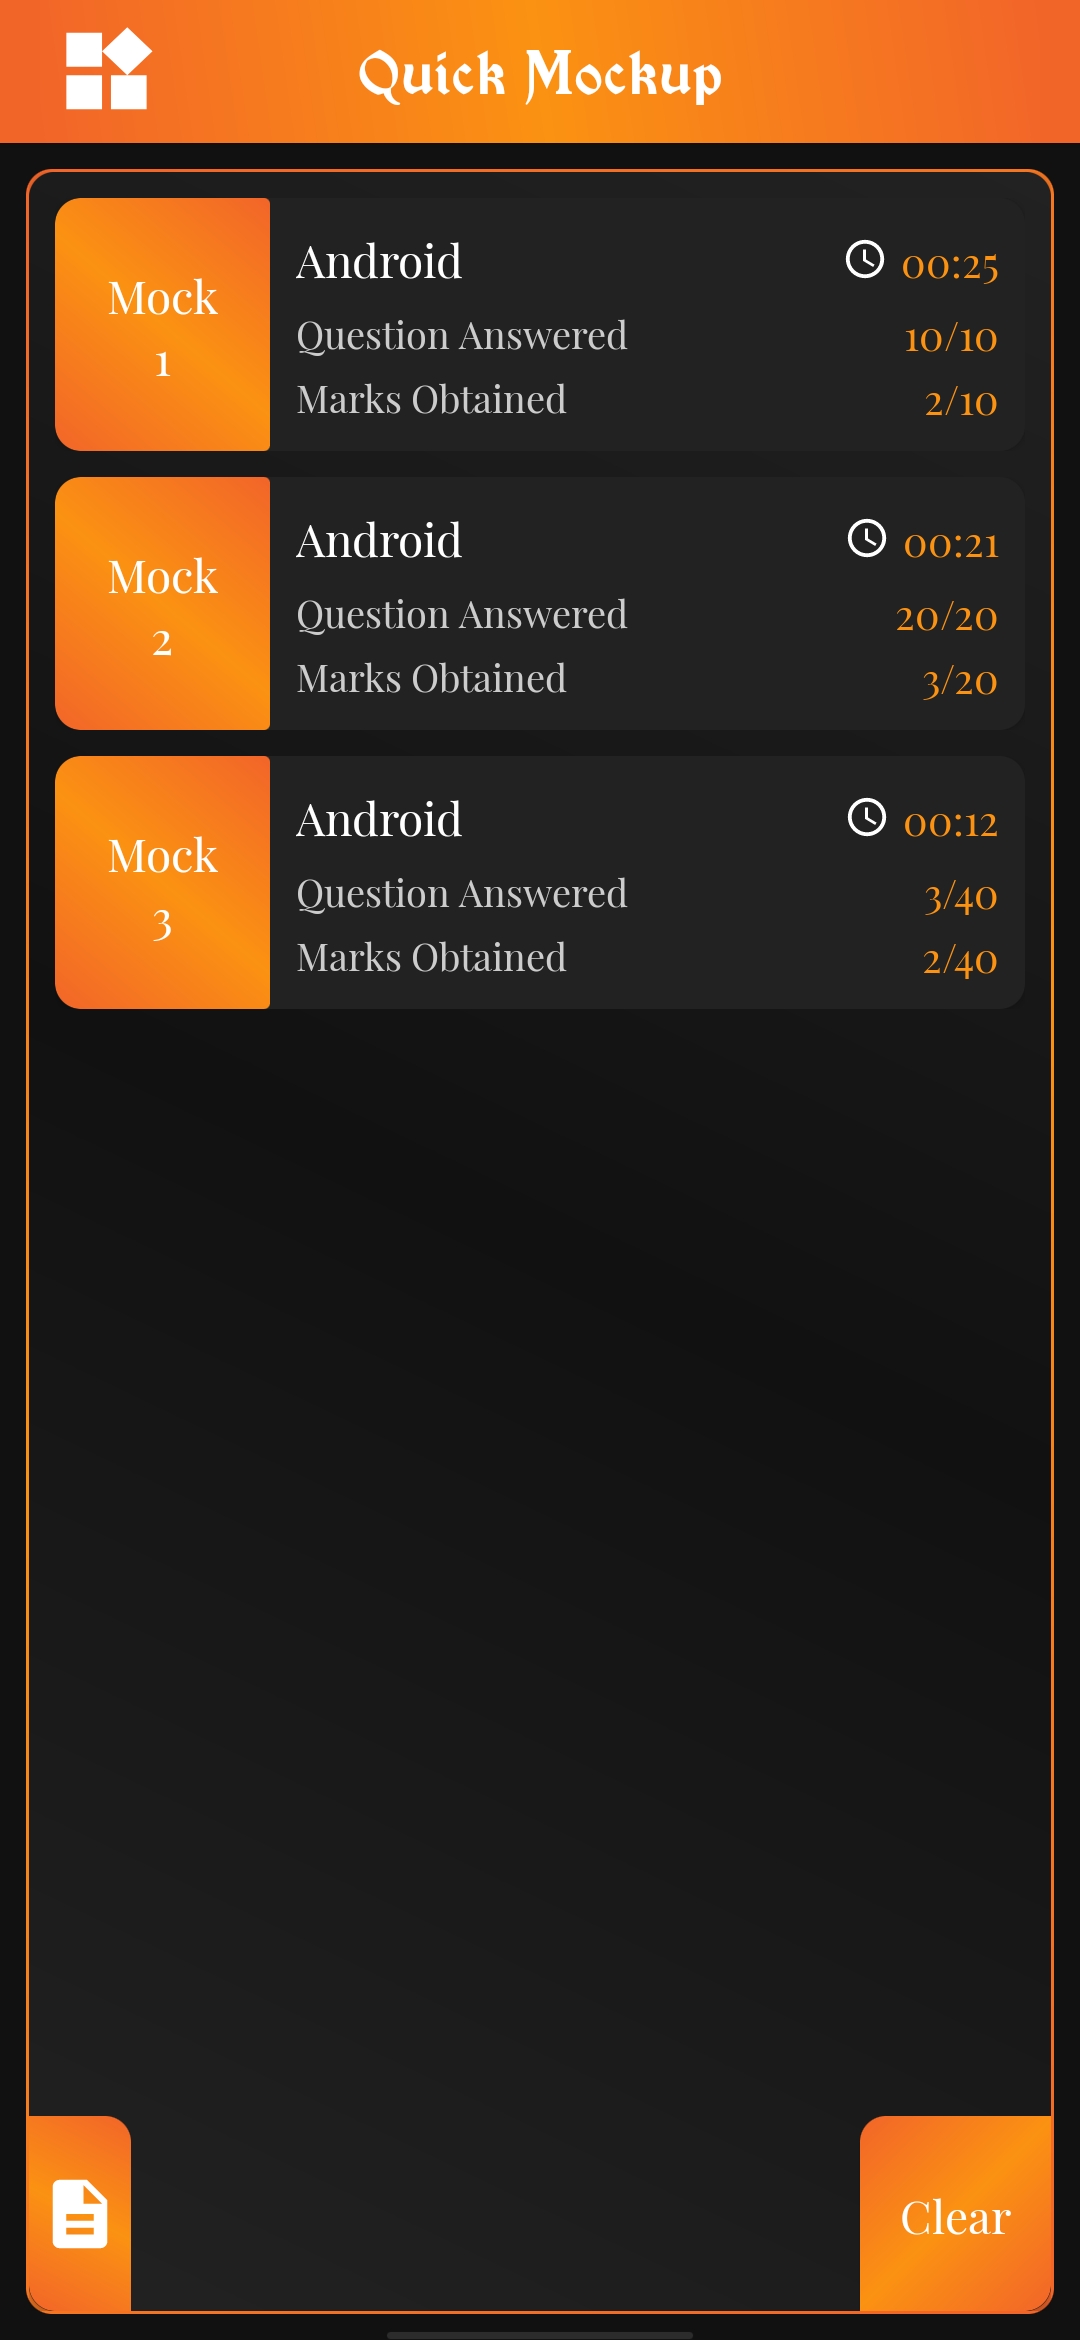 Quick Mockup
Mock
1
Android 00:25
Question Answered 10/10
Marks Obtained 2/10
Mock
2
Android 00:21
Question Answered 20/20
Marks Obtained 3/20
Mock
3
Android 00:12
Question Answered 3/40
Marks Obtained 2/40
Clear